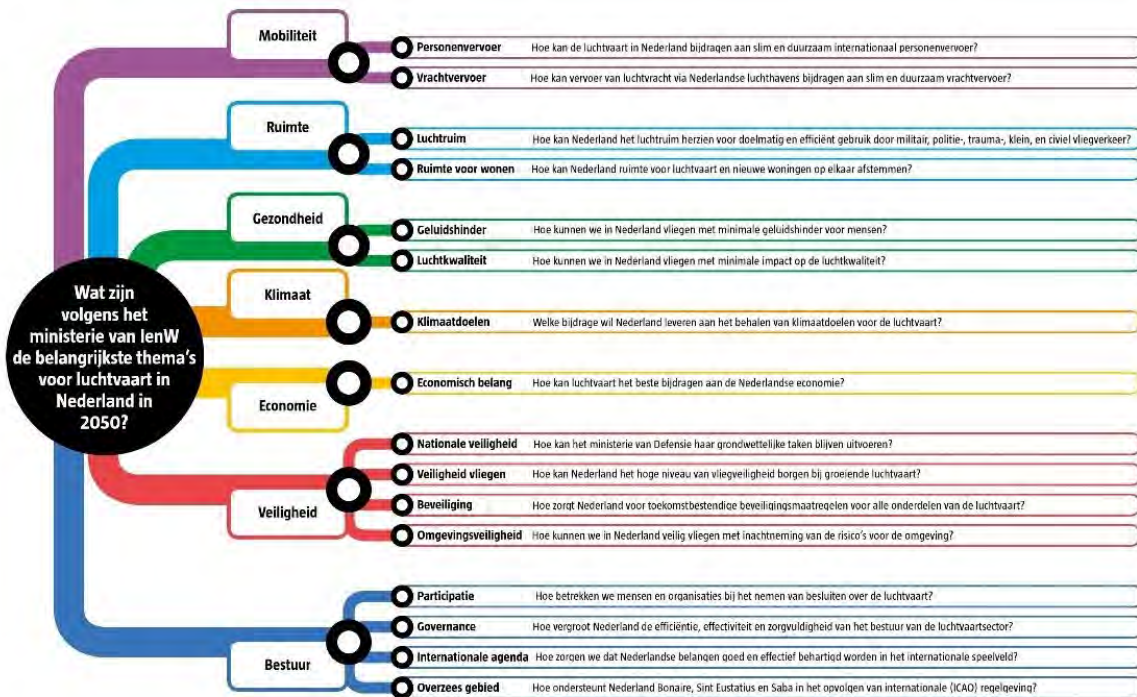 Wat zijn
volgens het
ministerie van IenW
de belangrijkste thema's
voor luchtvaart in
Nederland in
2050?
Mobiliteit
Personenvervoer Hoe kan de luchtvaart in Nederland bijdragen aan slim en duurzaam internationaal personenvervoer?
Vrachtvervoer Hoe kan vervoer van luchtvracht via Nederlandse luchthavens bijdragen aan slim en duurzaam vrachtvervoer?
Ruimte
Luchtruim Hoe kan Nederland het luchtruim herzien voor doelmatig en efficiënt gebruik door militair, politie-, trauma-, klein, en civiel vliegverkeer?
Ruimte voor wonen Hoe kan Nederland ruimte voor luchtvaart en nieuwe woningen op elkaar afstemmen?
Gezondheid
Geluidshinder Hoe kunnen we in Nederland vliegen met minimale geluidshinder voor mensen?
Luchtkwaliteit Hoe kunnen we in Nederland vliegen met minimale impact op de luchtkwaliteit?
Klimaat
Klimaatdoelen Welke bijdrage wil Nederland leveren aan het behalen van klimaatdoelen voor de luchtvaart?
Economie
Economisch belang Hoe kan luchtvaart het beste bijdragen aan de Nederlandse economie?
Veiligheid
Nationale veiligheid Hoe kan het ministerie van Defensie haar grondwettelijke taken blijven uitvoeren?
Veiligheid vliegen Hoe kan Nederland het hoge niveau van vliegveiligheid borgen bij groeiende luchtvaart?
Beveiliging Hoe zorgt Nederland voor toekomstbestendige beveiligingsmaatregelen voor alle onderdelen van de luchtvaart?
Omgevingsveiligheid Hoe kunnen we in Nederland veilig vliegen met inachtneming van de risico's voor de omgeving?
Bestuur
Participatie Hoe betrekken we mensen en organisaties bij het nemen van besluiten over de luchtvaart?
Governance Hoe vergroot Nederland de efficiëntie, effectiviteit en zorgvuldigheid van het bestuur van de luchtvaartsector?
Internationale agenda Hoe zorgen we dat Nederlandse belangen goed en effectief behartigd worden in het internationale speelveld?
Overzees gebied Hoe ondersteunt Nederland Bonaire, Sint Eustatius en Saba in het opvolgen van internationale (ICAO) regelgeving?